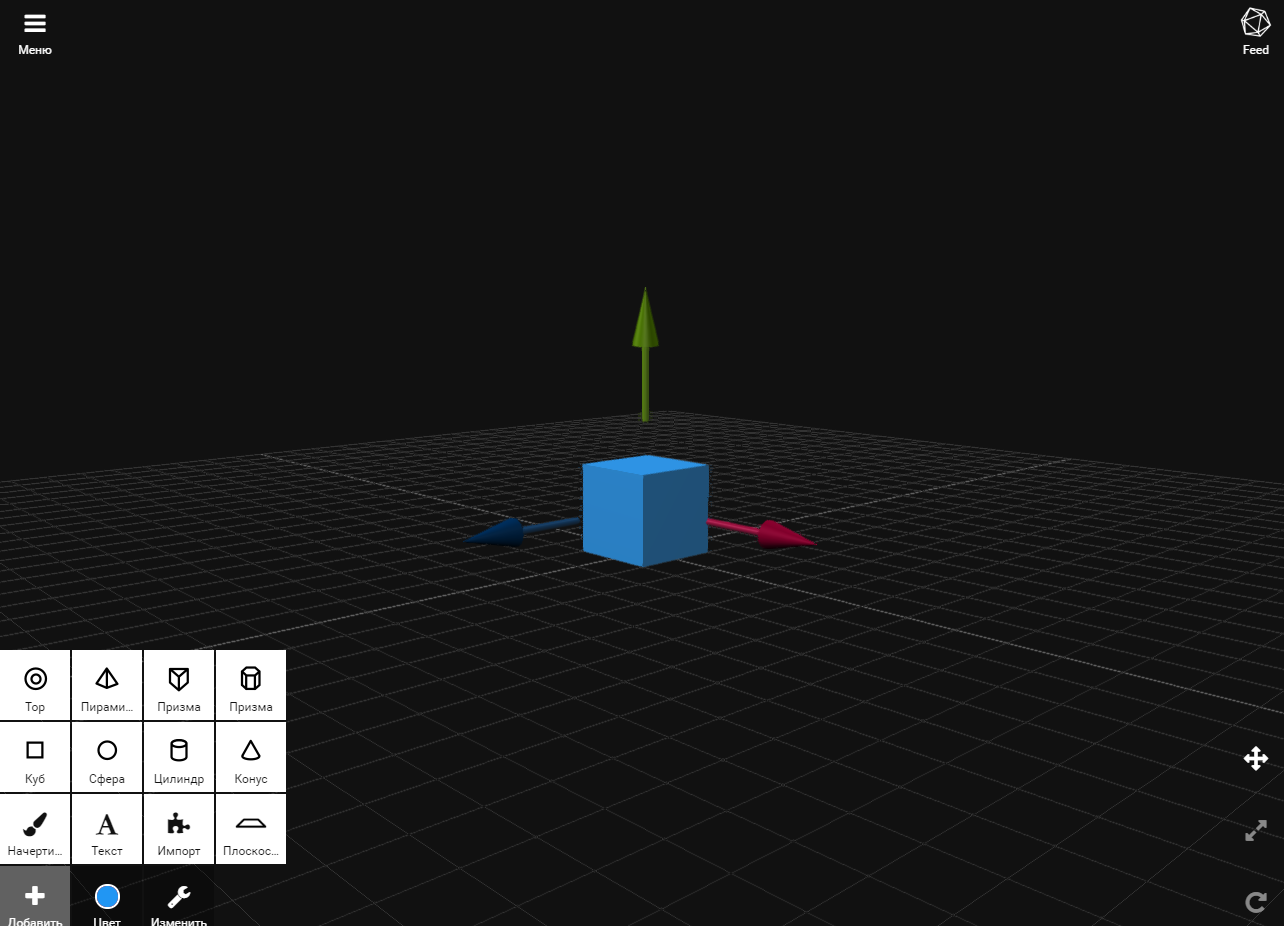 Меню
Feed
Тор
Пирами...
Призма
Призма
Куб
Сфера
Цилиндр
Конус
Начерти...
Текст
Импорт
Плоскос...
Добавить
Цвет
Изменить